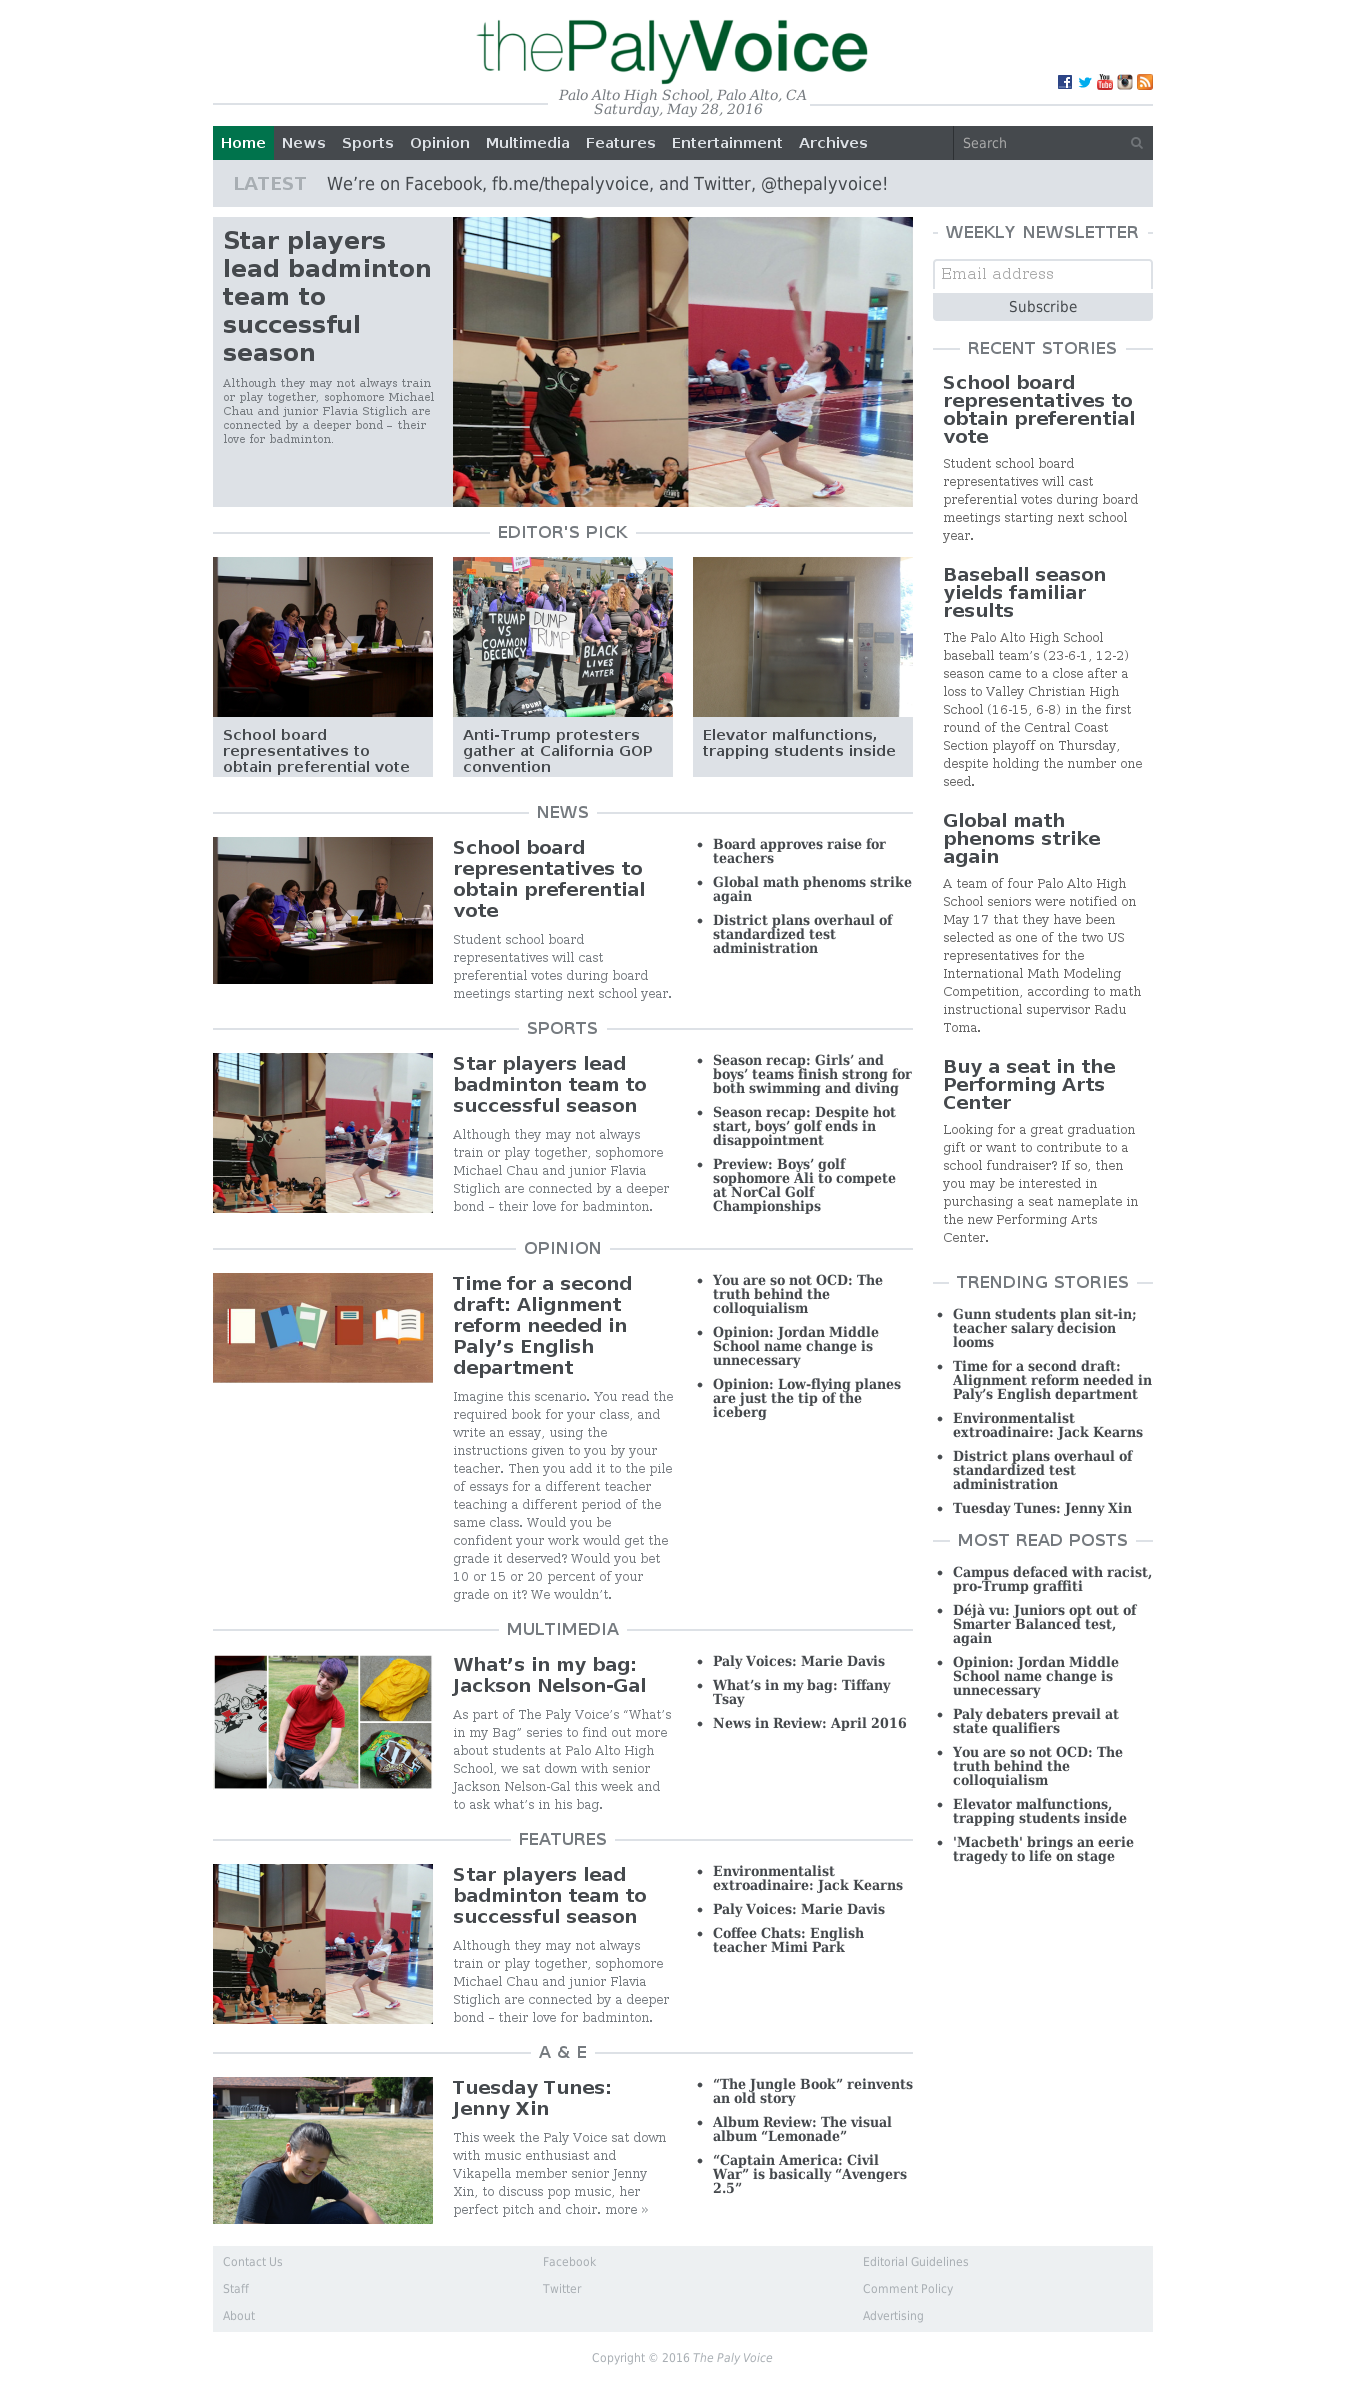 thePalyVoice
Palo Alto High School, Palo Alto, CA
Saturday, May 28, 2016
Home News Sports Opinion Multimedia Features Entertainment Archives Search
LATEST We’re on Facebook, fb.me/thepalyvoice, and Twitter, @thepalyvoice!
Star players
lead badminton
team to
successful
season
Although they may not always train
or play together, sophomore Michael
Chau and junior Flavia Stiglich are
connected by a deeper bond – their
love for badminton.
EDITOR'S PICK
TRUMP
VS
COMMON
DECENCY
DUMP
TRUMP
BLACK
LIVES
MATTER
School board
representatives to
obtain preferential vote
Anti-Trump protesters
gather at California GOP
convention
1
Elevator malfunctions,
trapping students inside
NEWS
School board
representatives to
obtain preferential
vote
Student school board
representatives will cast
preferential votes during board
meetings starting next school year.
Board approves raise for
teachers
Global math phenoms strike
again
District plans overhaul of
standardized test
administration
SPORTS
Star players lead
badminton team to
successful season
Although they may not always
train or play together, sophomore
Michael Chau and junior Flavia
Stiglich are connected by a deeper
bond – their love for badminton.
Season recap: Girls’ and
boys’ teams finish strong for
both swimming and diving
Season recap: Despite hot
start, boys’ golf ends in
disappointment
Preview: Boys’ golf
sophomore Ali to compete
at NorCal Golf
Championships
OPINION
Time for a second
draft: Alignment
reform needed in
Paly’s English
department
Imagine this scenario. You read the
required book for your class, and
write an essay, using the
instructions given to you by your
teacher. Then you add it to the pile
of essays for a different teacher
teaching a different period of the
same class. Would you be
confident your work would get the
grade it deserved? Would you bet
10 or 15 or 20 percent of your
grade on it? We wouldn’t.
You are so not OCD: The
truth behind the
colloquialism
Opinion: Jordan Middle
School name change is
unnecessary
Opinion: Low-flying planes
are just the tip of the
iceberg
MULTIMEDIA
What’s in my bag:
Jackson Nelson-Gal
As part of The Paly Voice’s “What’s
in my Bag” series to find out more
about students at Palo Alto High
School, we sat down with senior
Jackson Nelson-Gal this week and
to ask what’s in his bag.
Paly Voices: Marie Davis
What’s in my bag: Tiffany
Tsay
News in Review: April 2016
FEATURES
Star players lead
badminton team to
successful season
Although they may not always
train or play together, sophomore
Michael Chau and junior Flavia
Stiglich are connected by a deeper
bond – their love for badminton.
Environmentalist
extroadinaire: Jack Kearns
Paly Voices: Marie Davis
Coffee Chats: English
teacher Mimi Park
A & E
Tuesday Tunes:
Jenny Xin
This week the Paly Voice sat down
with music enthusiast and
Vikapella member senior Jenny
Xin, to discuss pop music, her
perfect pitch and choir. more »
“The Jungle Book” reinvents
an old story
Album Review: The visual
album “Lemonade”
“Captain America: Civil
War” is basically “Avengers
2.5”
WEEKLY NEWSLETTER
Email address
Subscribe
RECENT STORIES
School board
representatives to
obtain preferential
vote
Student school board
representatives will cast
preferential votes during board
meetings starting next school
year.
Baseball season
yields familiar
results
The Palo Alto High School
baseball team’s (23-6-1, 12-2)
season came to a close after a
loss to Valley Christian High
School (16-15, 6-8) in the first
round of the Central Coast
Section playoff on Thursday,
despite holding the number one
seed.
Global math
phenoms strike
again
A team of four Palo Alto High
School seniors were notified on
May 17 that they have been
selected as one of the two US
representatives for the
International Math Modeling
Competition, according to math
instructional supervisor Radu
Toma.
Buy a seat in the
Performing Arts
Center
Looking for a great graduation
gift or want to contribute to a
school fundraiser? If so, then
you may be interested in
purchasing a seat nameplate in
the new Performing Arts
Center.
TRENDING STORIES
Gunn students plan sit-in;
teacher salary decision
looms
Time for a second draft:
Alignment reform needed in
Paly’s English department
Environmentalist
extroadinaire: Jack Kearns
District plans overhaul of
standardized test
administration
Tuesday Tunes: Jenny Xin
MOST READ POSTS
Campus defaced with racist,
pro-Trump graffiti
Déjà vu: Juniors opt out of
Smarter Balanced test,
again
Opinion: Jordan Middle
School name change is
unnecessary
Paly debaters prevail at
state qualifiers
You are so not OCD: The
truth behind the
colloquialism
Elevator malfunctions,
trapping students inside
'Macbeth' brings an eerie
tragedy to life on stage
Contact Us Facebook Editorial Guidelines
Staff Twitter Comment Policy
About Advertising
Copyright © 2016 The Paly Voice